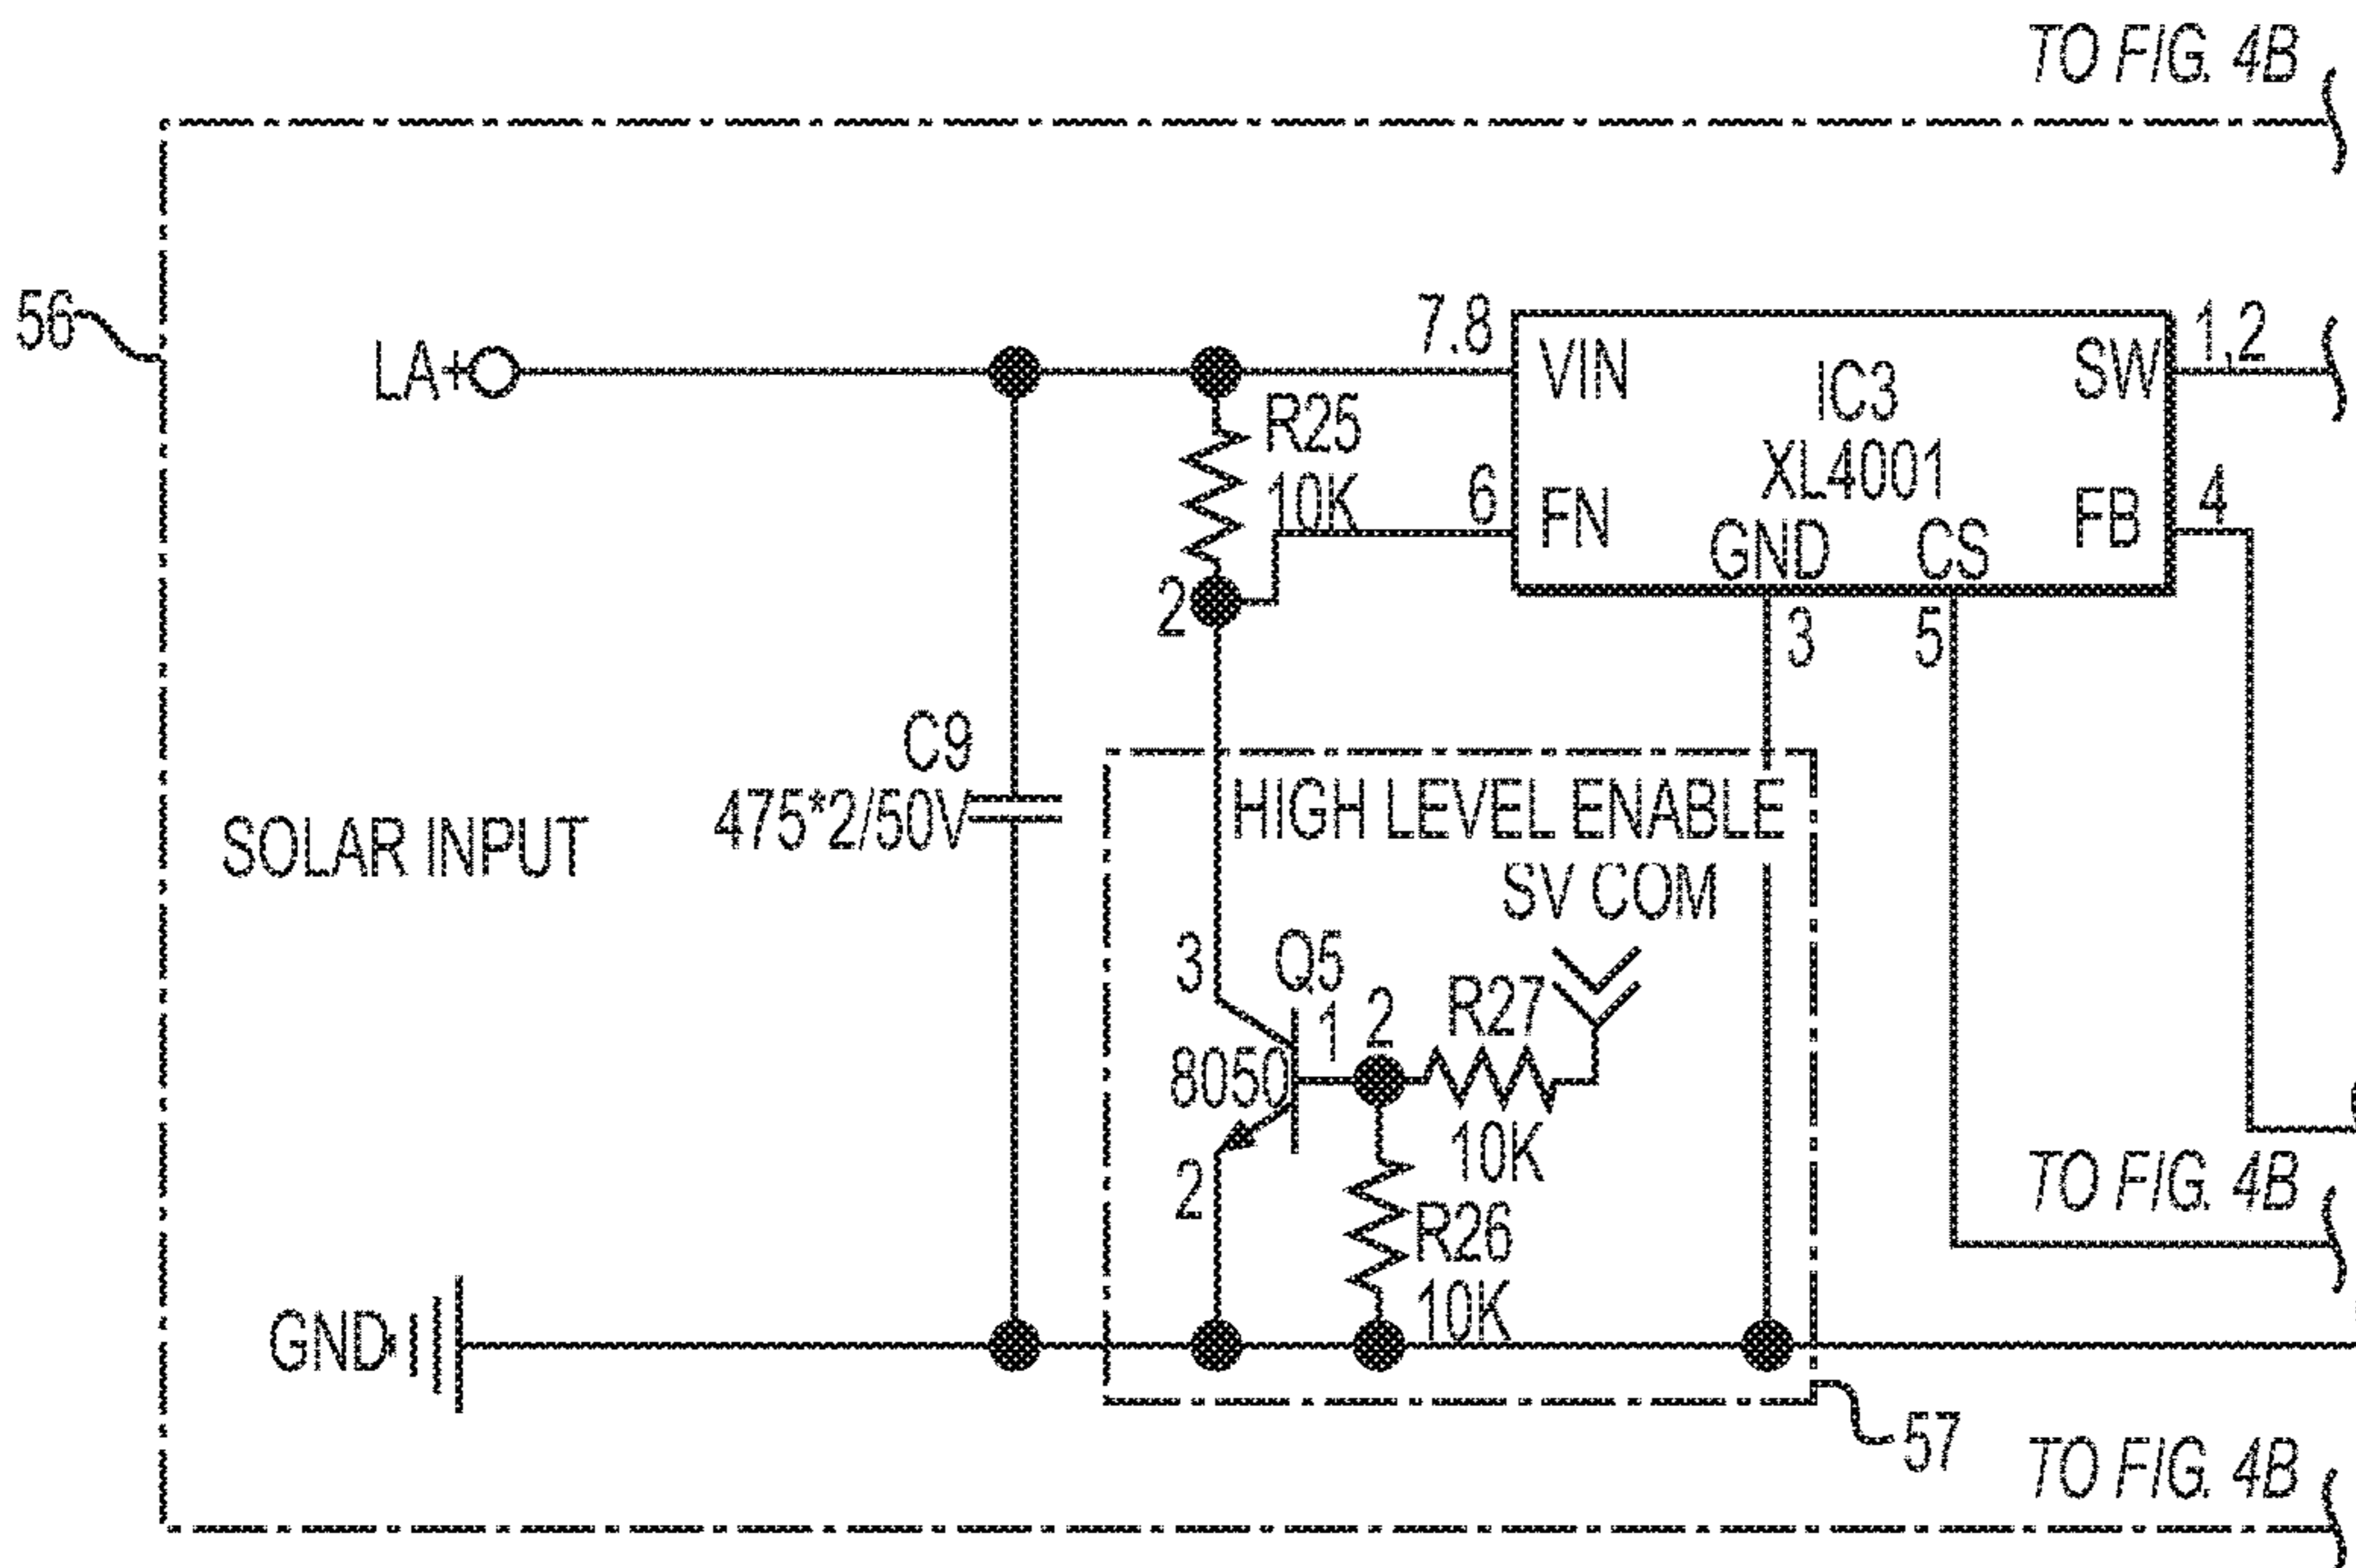 TO FIG. 4B
56
LA+
7.8
VIN
IC3
XL4001
SW
1,2
R25
10K
6
FN
GND
CS
FB
4
2
3
5
C9
475*2/50V
HIGH LEVEL ENABLE
SV COM
SOLAR INPUT
3
Q5
1
2
R27
8050
10K
2
R26
10K
TO FIG. 4B
GND
57
TO FIG. 4B